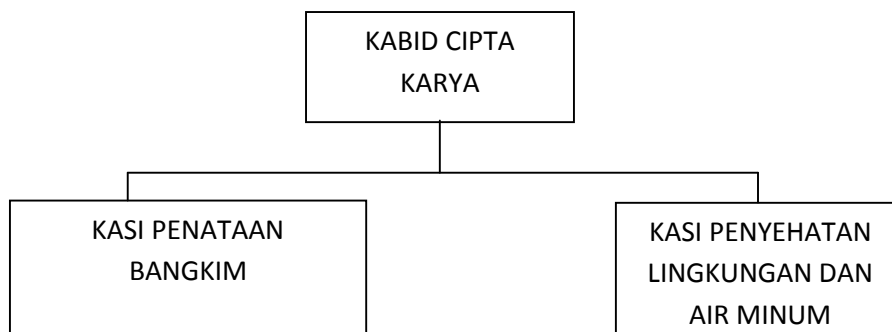 KABID CIPTA
KARYA
KASI PENATAAN
BANGKIM
KASI PENYEHATAN
LINGKUNGAN DAN
AIR MINUM